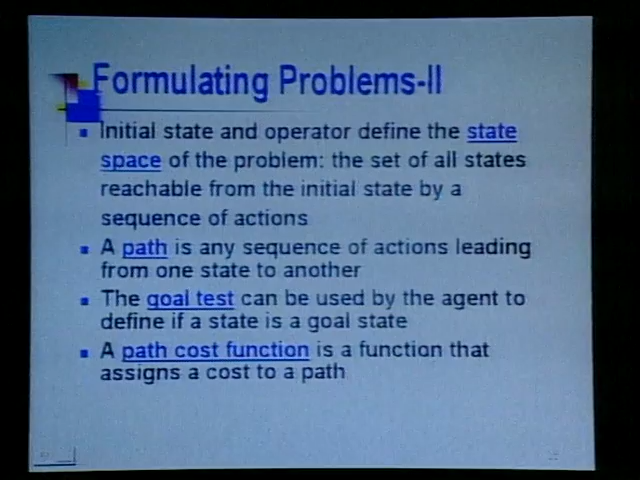 Formulating Problems-II
Initial state and operator define the state
space of the problem: the set of all states
reachable from the initial state by a
sequence of actions
A path is any sequence of actions leading
from one state to another
The goal test can be used by the agent to
define if a state is a goal state
A path cost function is a function that
assigns a cost to a path